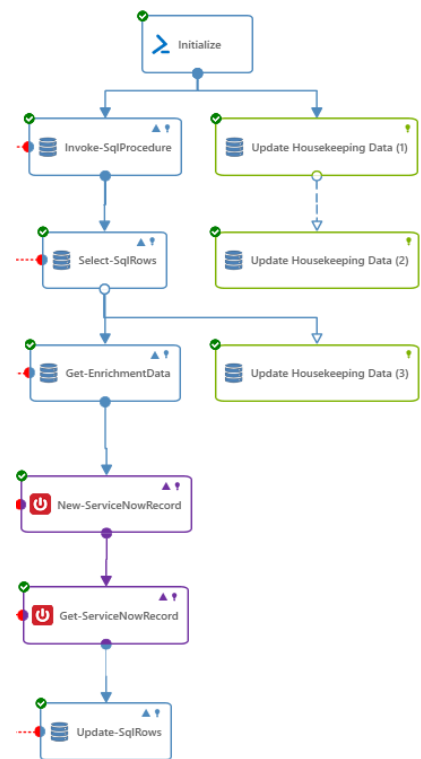 Initialize
Invoke-SqlProcedure
Update Housekeeping Data (1)
Select-SqlRows
Update Housekeeping Data (2)
Get-EnrichmentData
Update Housekeeping Data (3)
New-ServiceNowRecord
Get-ServiceNowRecord
Update-SqlRows